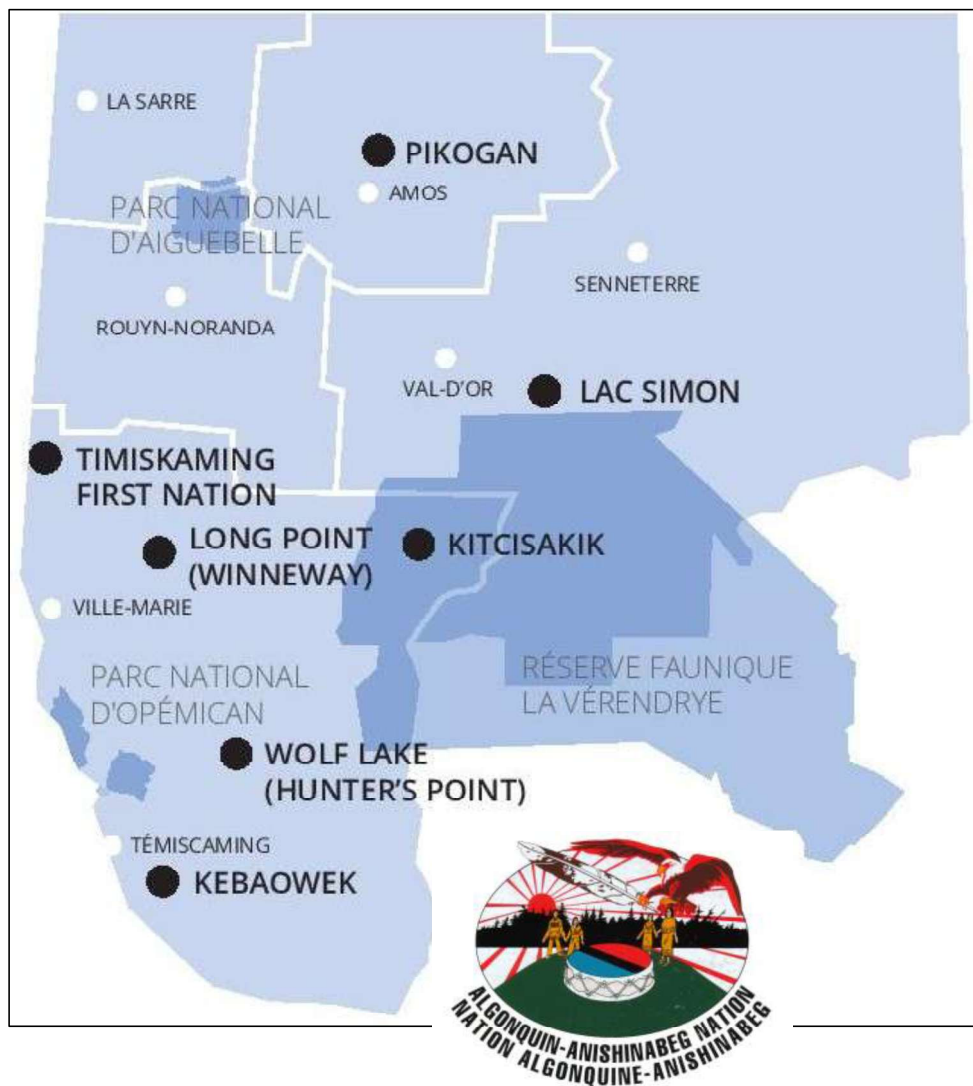 LA SARRE
PIKOGAN
AMOS
PARC NATIONAL
D'AIGUEBELLE
SENNETERRE
ROUYN-NORANDA
VAL-D'OR
LAC SIMON
TIMISKAMING
FIRST NATION
LONG POINT
(WINNEWAY)
KITCISAKIK
VILLE-MARIE
PARC NATIONAL
D'OPÉMICAN
RÉSERVE FAUNIQUE
LA VÉRENDRYE
WOLF LAKE
(HUNTER'S POINT)
TÉMISCAMING
KEBAOWEK
ALGONQUIN-ANISHINABEG NATION
NATION ALGONQUINE-ANISHINABEG